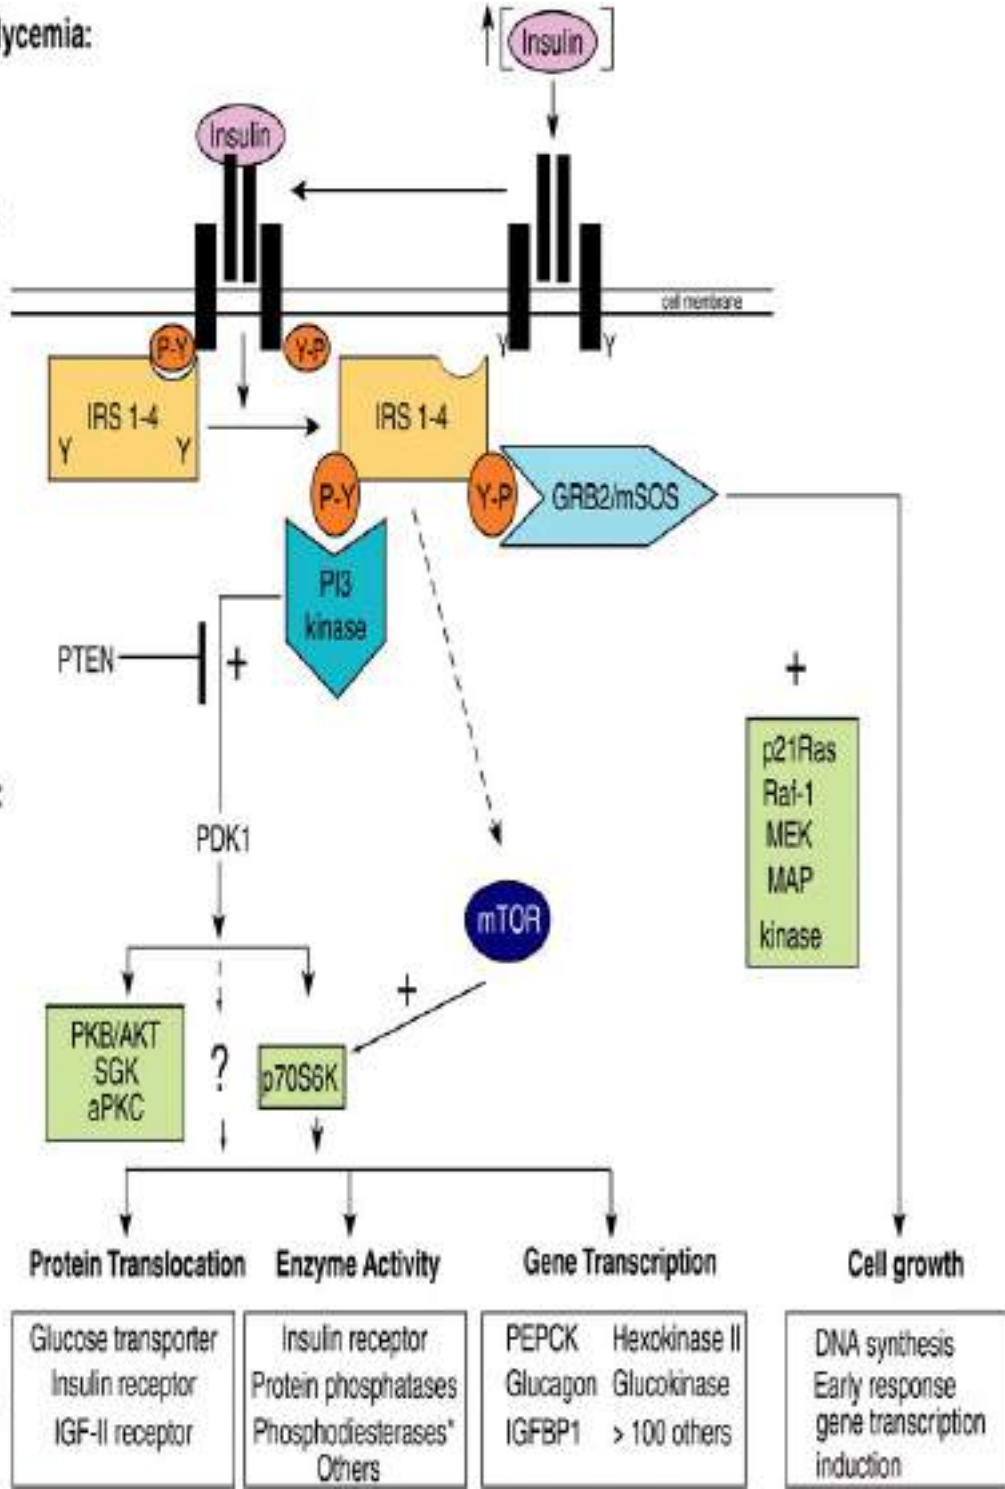 lycemia:
Insulin
Insulin
cell membrane
Y Y
P-Y
Y-P
IRS 1-4
Y Y
IRS 1-4
P-Y
Y-P
GRB2/mSOS
PI3
kinase
PTEN
+
+
p21Ras
Raf-1
MEK
MAP
kinase
:
PDK1
mTOR
+
PKB/AKT
SGK
aPKC
?
p70S6K
Protein Translocation
Glucose transporter
Insulin receptor
IGF-II receptor
Enzyme Activity
Insulin receptor
Protein phosphatases
Phosphodiesterases*
Others
Gene Transcription
PEPCK Hexokinase II
Glucagon Glucokinase
IGFBP1 > 100 others
Cell growth
DNA synthesis
Early response
gene transcription
induction